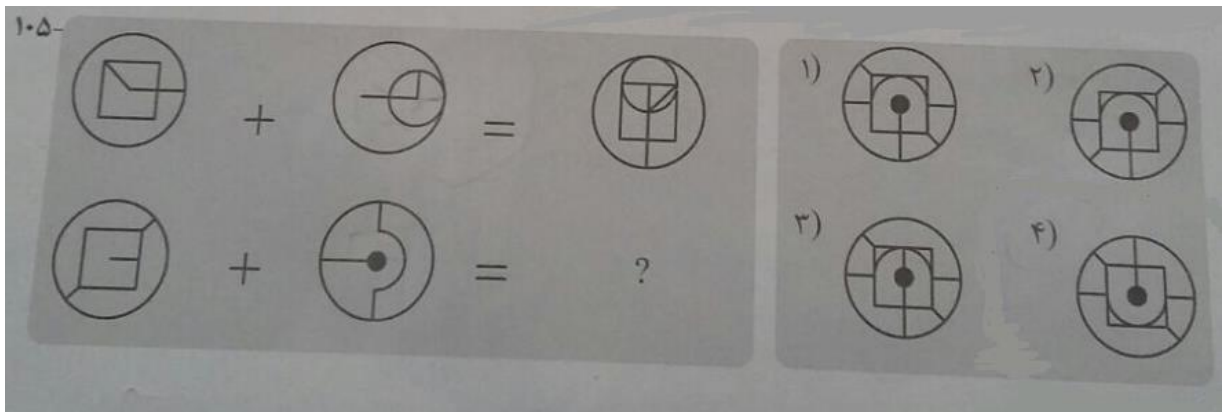 ۱۰۵-
+ = ۱) ۲)
+ = ? ۳) ۴)